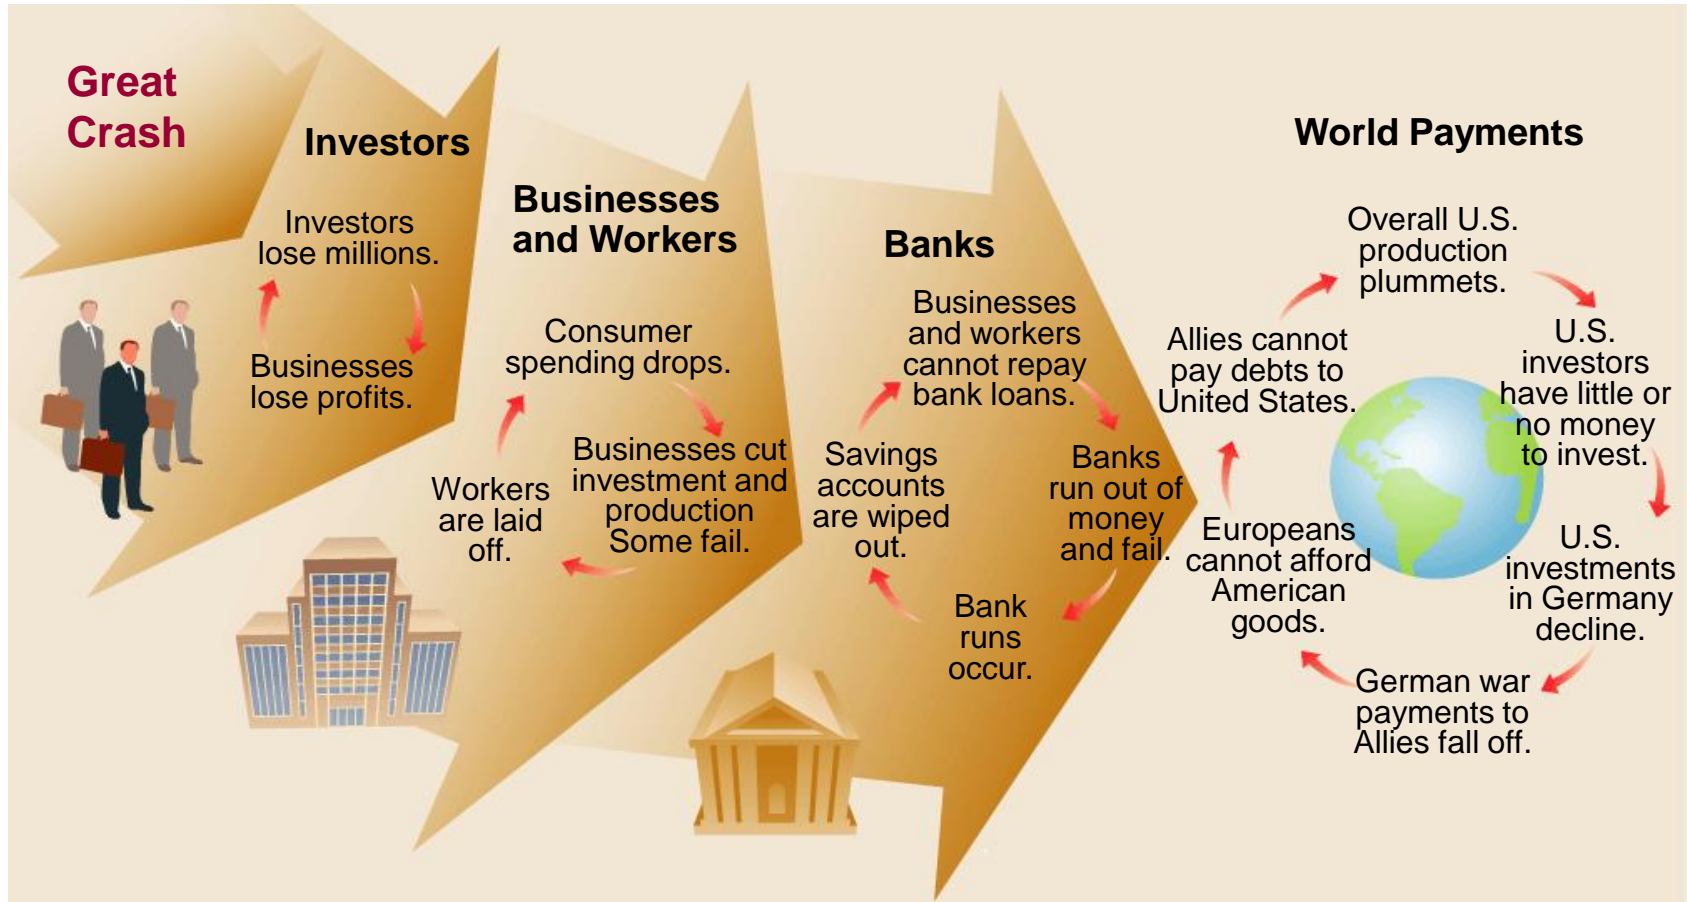 Great
Crash
Investors
Investors
lose millions.
Businesses
lose profits.
Businesses
and Workers
Consumer
spending drops.
Businesses cut
investment and
production
Some fail.
Workers
are laid
off.
Banks
Businesses
and workers
cannot repay
bank loans.
Banks
run out of
money
and fail.
Bank
runs
occur.
Savings
accounts
are wiped
out.
World Payments
Overall U.S.
production
plummets.
U.S.
investors
have little or
no money
to invest.
U.S.
investments
in Germany
decline.
German war
payments to
Allies fall off.
Europeans
cannot afford
American
goods.
Allies cannot
pay debts to
United States.